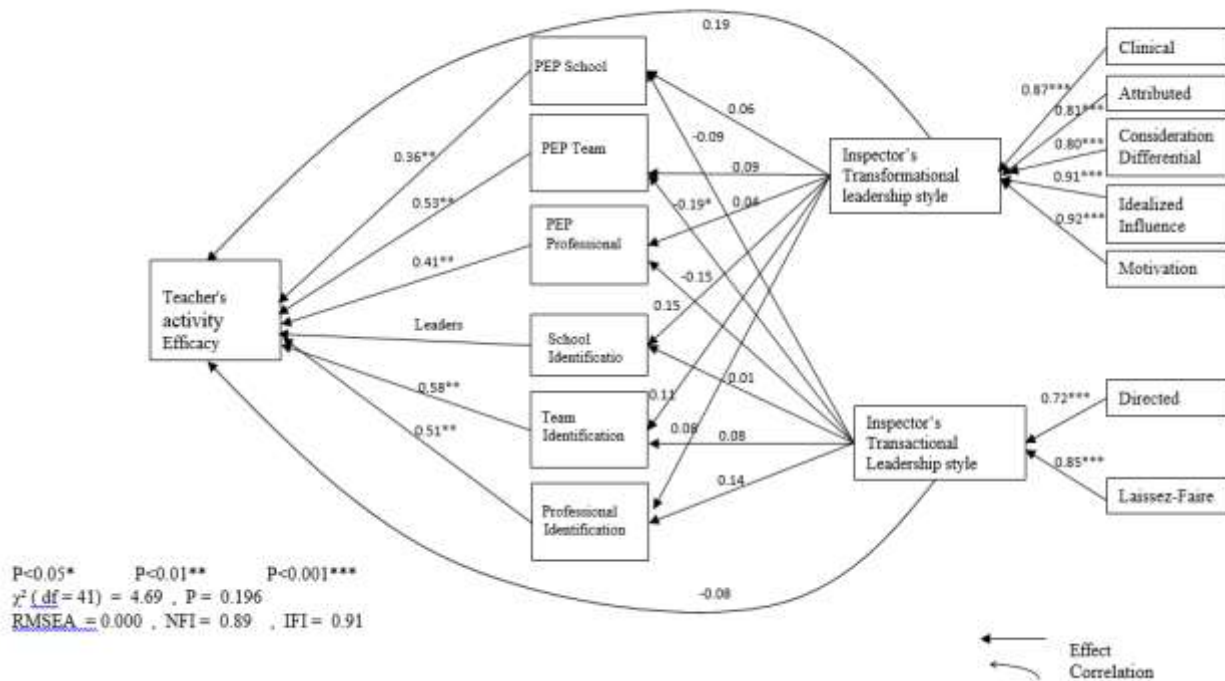 0.19
Clinical
0.87***
Attributed
0.81***
Consideration
Differential
0.80***
Idealized
Influence
0.91***
Motivation
0.92***
Inspector's
Transformational
leadership style
PEP School
0.06
-0.09
0.36**
PEP Team
0.09
0.53**
-0.19*
0.06
PEP
Professional
0.41**
-0.15
0.15
Teacher's
activity
Efficacy
Leaders
School
Identificatio
0.01
0.58**
Team
Identification
0.11
0.08
0.08
0.51**
0.14
Professional
Identification
Inspector's
Transactional
Leadership style
0.72***
Directed
0.85***
Laissez-Faire
-0.08
P<0.05* P<0.01** P<0.001***
χ² ( df = 41) = 4.69 , P = 0.196
RMSEA = 0.000 , NFI = 0.89 , IFI = 0.91
Effect
Correlation